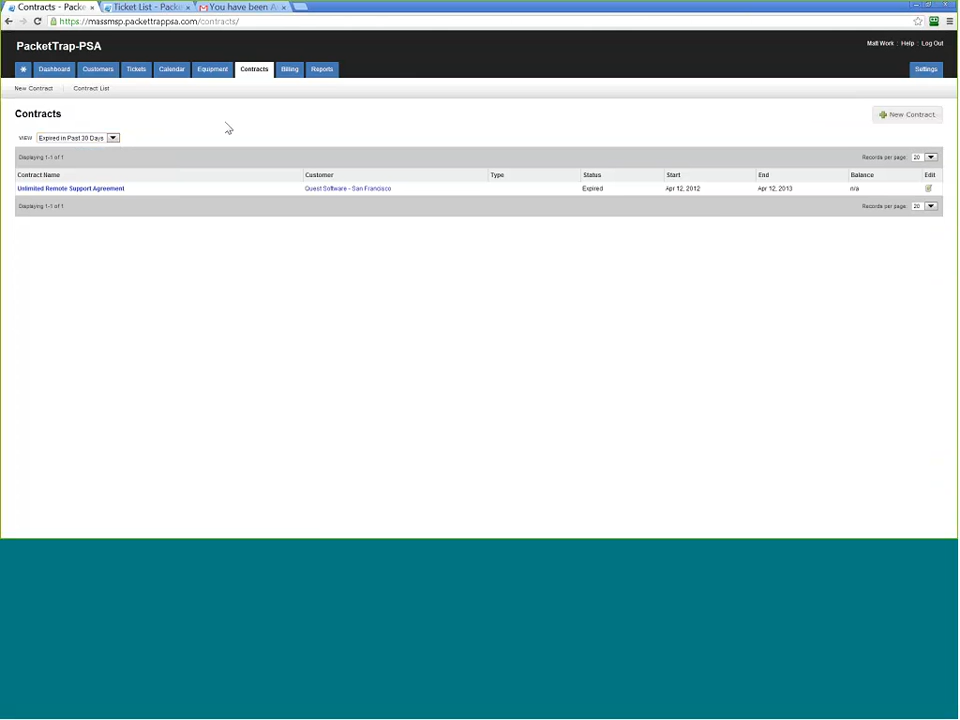 Contracts - Packe × Ticket List - Packe × You have been A ×
https://massmsp.packettrappsa.com/contracts/
PacketTrap-PSA
Matt Work | Help | Log Out
Dashboard Customers Tickets Calendar Equipment Contracts Billing Reports Settings
New Contract | Contract List
Contracts
New Contract
VIEW Expired in Past 30 Days
Displaying 1-1 of 1 Records per page: 20
Contract Name Customer Type Status Start End Balance Edit
Unlimited Remote Support Agreement Quest Software - San Francisco Expired Apr 12, 2012 Apr 12, 2013 n/a
Displaying 1-1 of 1 Records per page: 20